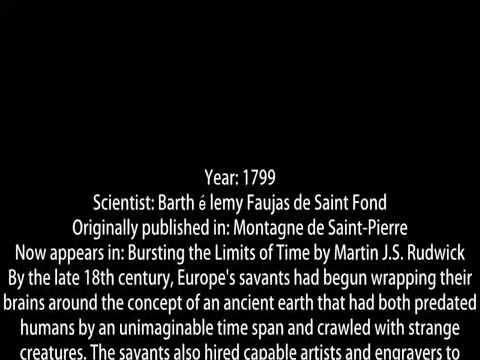 Year: 1799
Scientist: Barth é lemy Faujas de Saint Fond
Originally published in: Montagne de Saint-Pierre
Now appears in: Bursting the Limits of Time by Martin J.S. Rudwick
By the late 18th century, Europe's savants had begun wrapping their
brains around the concept of an ancient earth that had both predated
humans by an unimaginable time span and crawled with strange
creatures. The savants also hired capable artists and engravers to